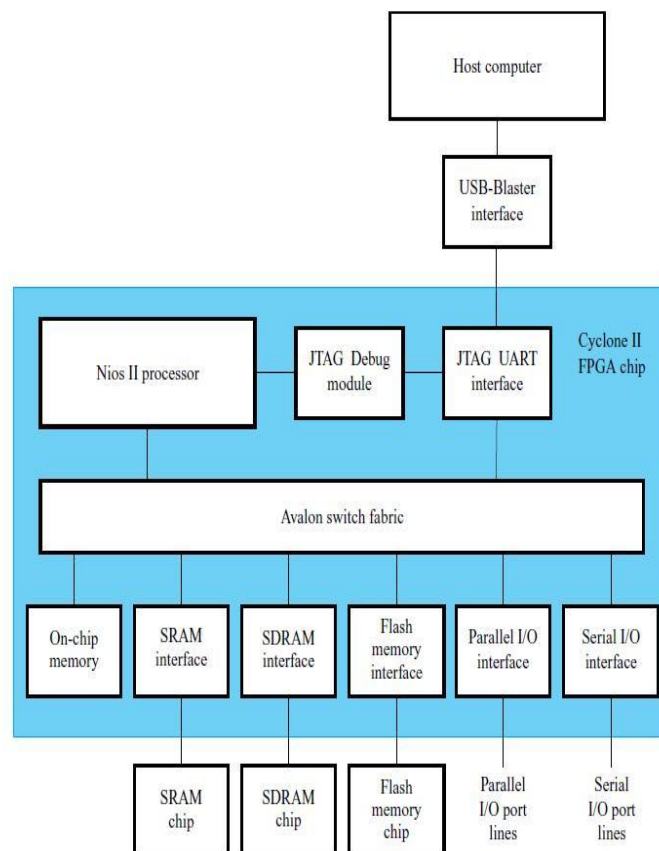 Host computer
USB-Blaster
interface
Cyclone II
FPGA chip
Nios II processor
JTAG Debug
module
JTAG UART
interface
Avalon switch fabric
On-chip
memory
SRAM
interface
SDRAM
interface
Flash
memory
interface
Parallel I/O
interface
Serial I/O
interface
SRAM
chip
SDRAM
chip
Flash
memory
chip
Parallel
I/O port
lines
Serial
I/O port
lines